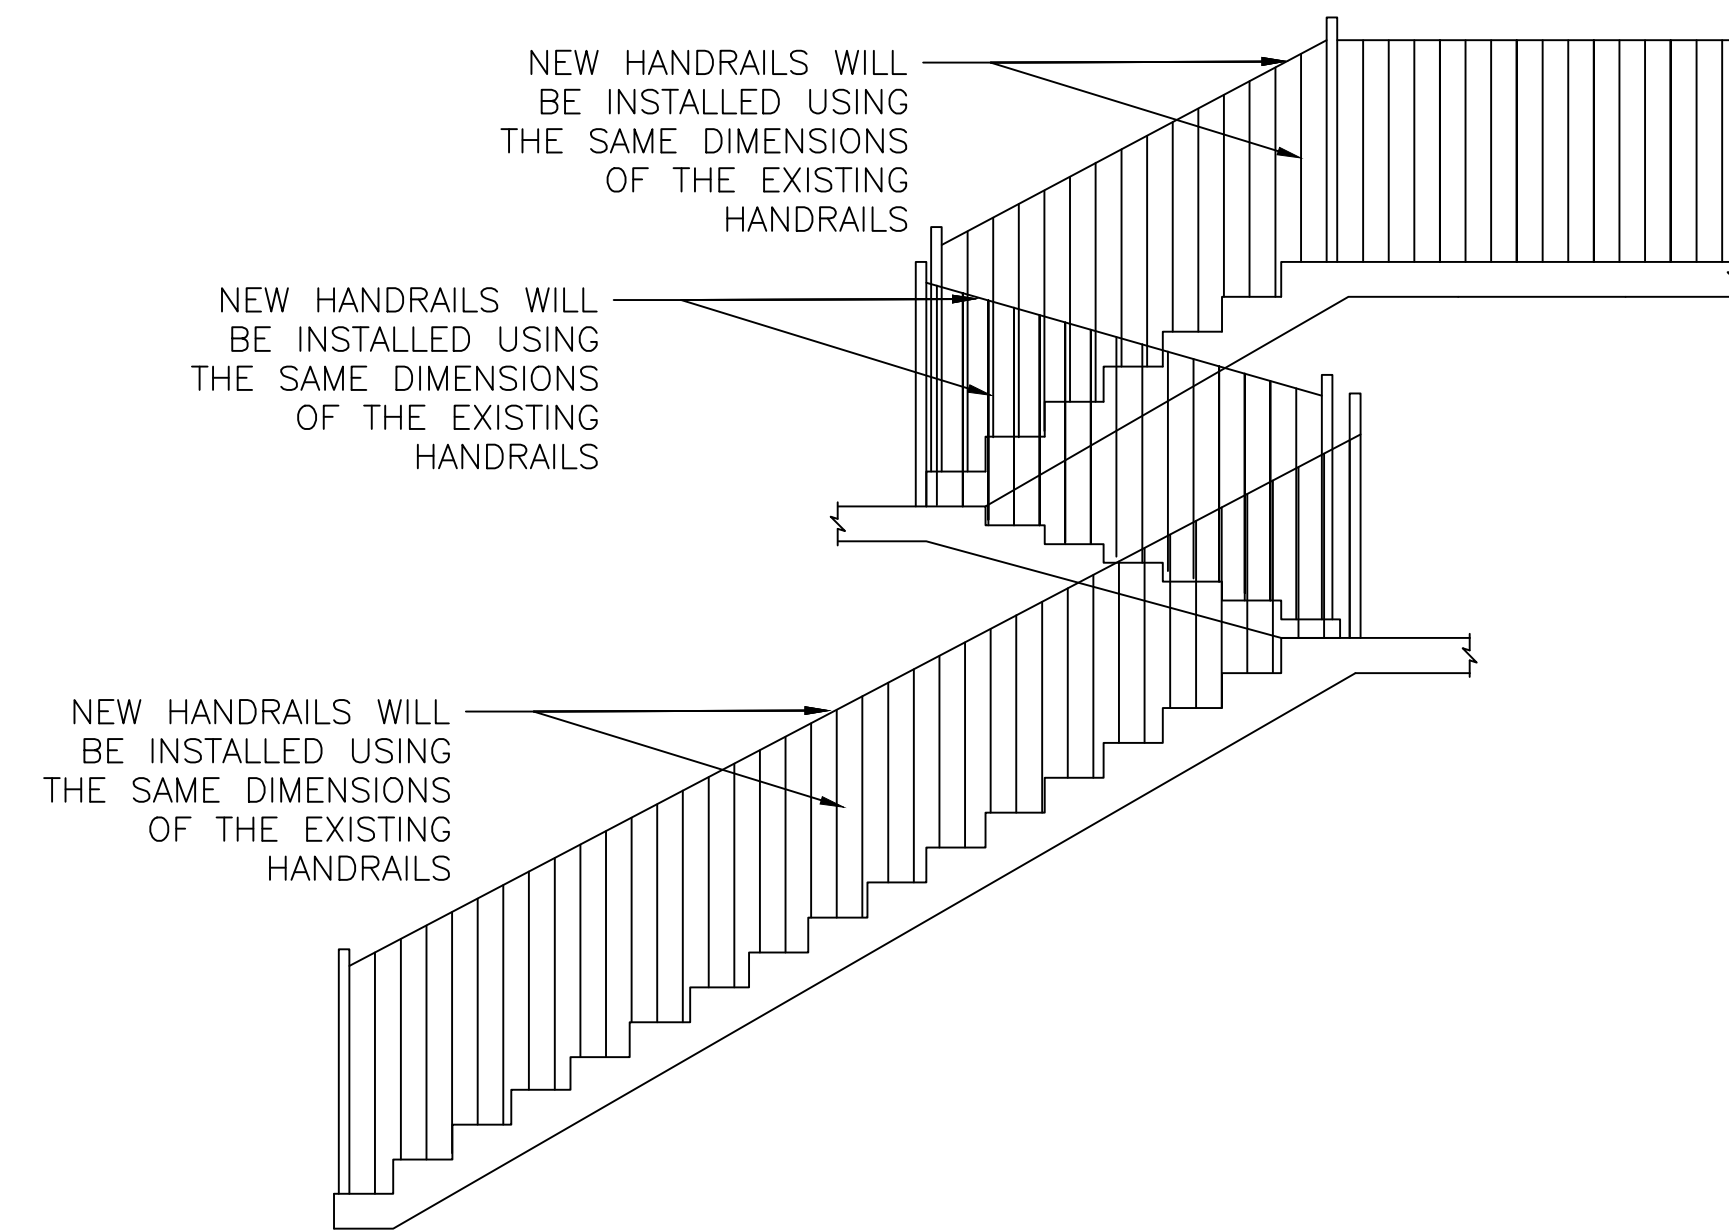 NEW HANDRAILS WILL
BE INSTALLED USING
THE SAME DIMENSIONS
OF THE EXISTING
HANDRAILS
NEW HANDRAILS WILL
BE INSTALLED USING
THE SAME DIMENSIONS
OF THE EXISTING
HANDRAILS
NEW HANDRAILS WILL
BE INSTALLED USING
THE SAME DIMENSIONS
OF THE EXISTING
HANDRAILS